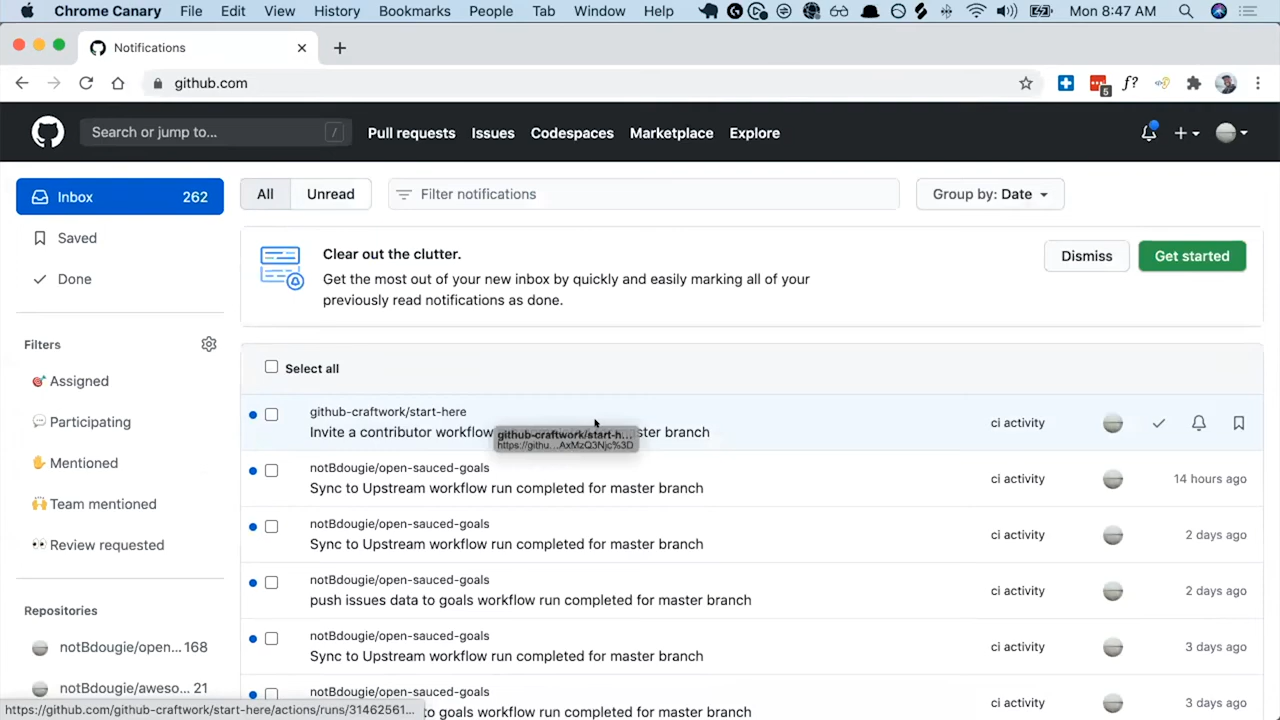 Chrome Canary File Edit View History Bookmarks People Tab Window Help Mon 8:47 AM
Notifications
github.com
5
f?
Search or jump to... / Pull requests Issues Codespaces Marketplace Explore
Inbox 262
Saved
Done
Filters
Assigned
Participating
Mentioned
Team mentioned
Review requested
Repositories
notBdougie/open... 168
notBdougie/aweso... 21
All Unread Filter notifications Group by: Date
Clear out the clutter.
Get the most out of your new inbox by quickly and easily marking all of your
previously read notifications as done.
Dismiss Get started
Select all
github-craftwork/start-here
Invite a contributor workflow ster branch ci activity
github-craftwork/start-h...
https://githu...AxMzQ3Njc%3D
notBdougie/open-sauced-goals
Sync to Upstream workflow run completed for master branch ci activity 14 hours ago
notBdougie/open-sauced-goals
Sync to Upstream workflow run completed for master branch ci activity 2 days ago
notBdougie/open-sauced-goals
push issues data to goals workflow run completed for master branch ci activity 2 days ago
notBdougie/open-sauced-goals
Sync to Upstream workflow run completed for master branch ci activity 3 days ago
notBdougie/open-sauced-goals
to goals workflow run completed for master branch ci activity 3 days ago
https://github.com/github-craftwork/start-here/actions/runs/31462561...